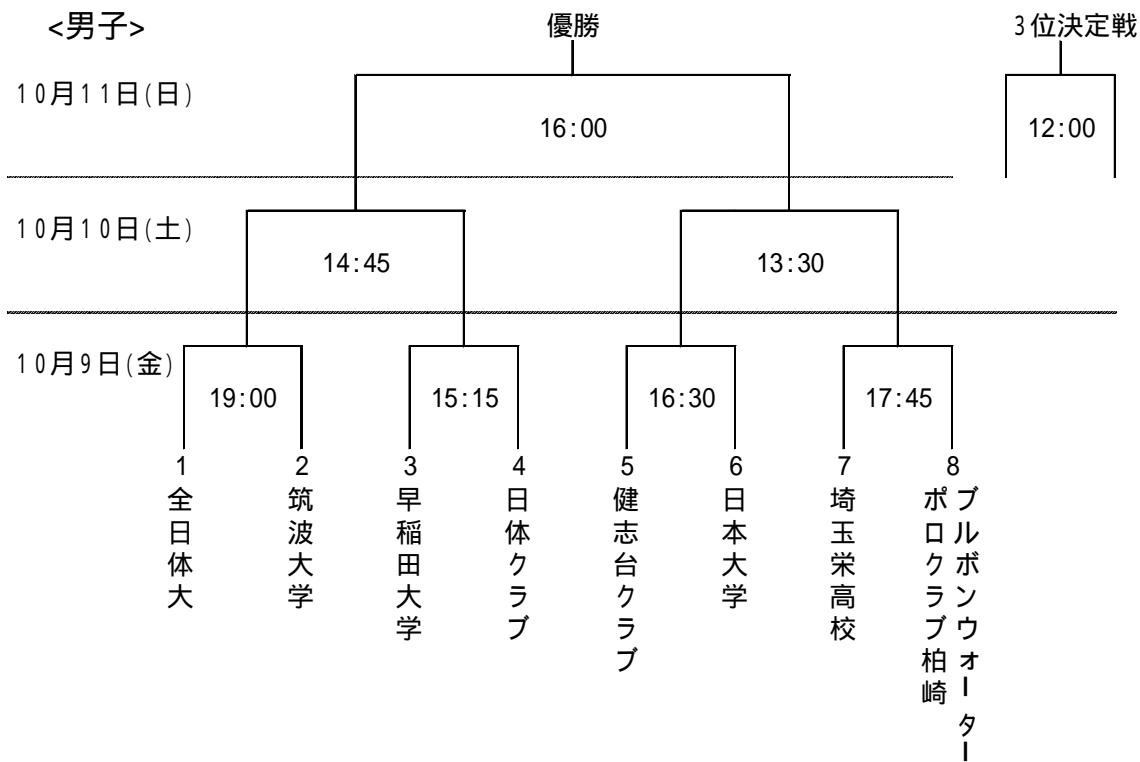 <男子>
優勝
3位決定戦
10月11日(日)
16:00
12:00
10月10日(土)
14:45
13:30
10月9日(金)
19:00
15:15
16:30
17:45
1
2
3
4
5
6
7
8
全日体大
筑波大学
早稲田大学
日体クラブ
健志台クラブ
日本大学
埼玉栄高校
ブルボンウォーター
ポロクラブ柏崎